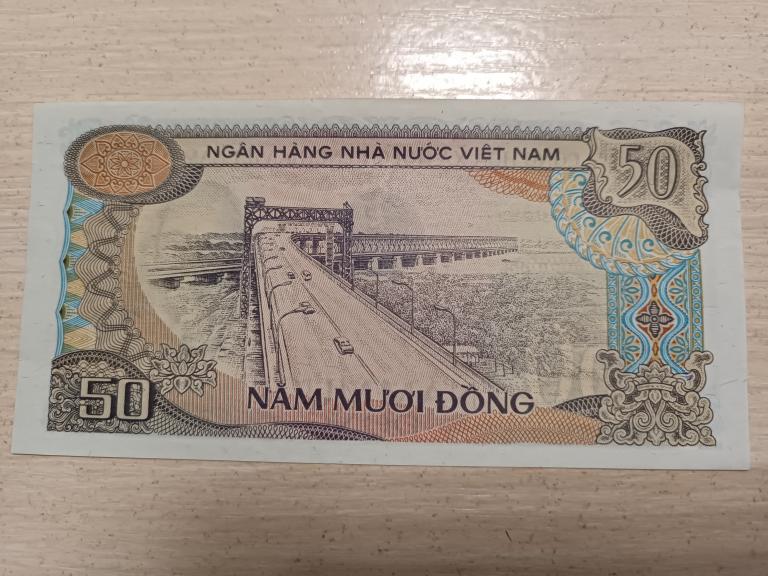 NGÂN HÀNG NHÀ NƯỚC VIỆT NAM
50
50
NĂM MƯƠI ĐỒNG